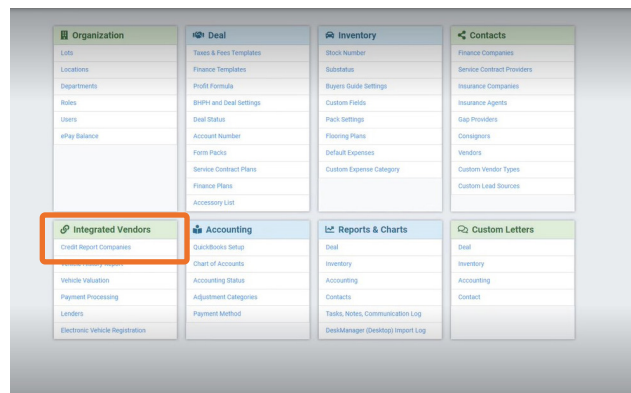 Organization
Lots
Locations
Departments
Roles
Users
ePay Balance
Deal
Taxes & Fees Templates
Finance Templates
Profit Formula
BHPH and Deal Settings
Deal Status
Account Number
Form Packs
Service Contract Plans
Finance Plans
Accessory List
Inventory
Stock Number
Substatus
Buyers Guide Settings
Custom Fields
Pack Settings
Flooring Plans
Default Expenses
Custom Expense Category
Contacts
Finance Companies
Service Contract Providers
Insurance Companies
Insurance Agents
Gap Providers
Consignors
Vendors
Custom Vendor Types
Custom Lead Sources
Integrated Vendors
Credit Report Companies
Vehicle History Report
Vehicle Valuation
Payment Processing
Lenders
Electronic Vehicle Registration
Accounting
QuickBooks Setup
Chart of Accounts
Accounting Status
Adjustment Categories
Payment Method
Reports & Charts
Deal
Inventory
Accounting
Contacts
Tasks, Notes, Communication Log
DeskManager (Desktop) Import Log
Custom Letters
Deal
Inventory
Accounting
Contact